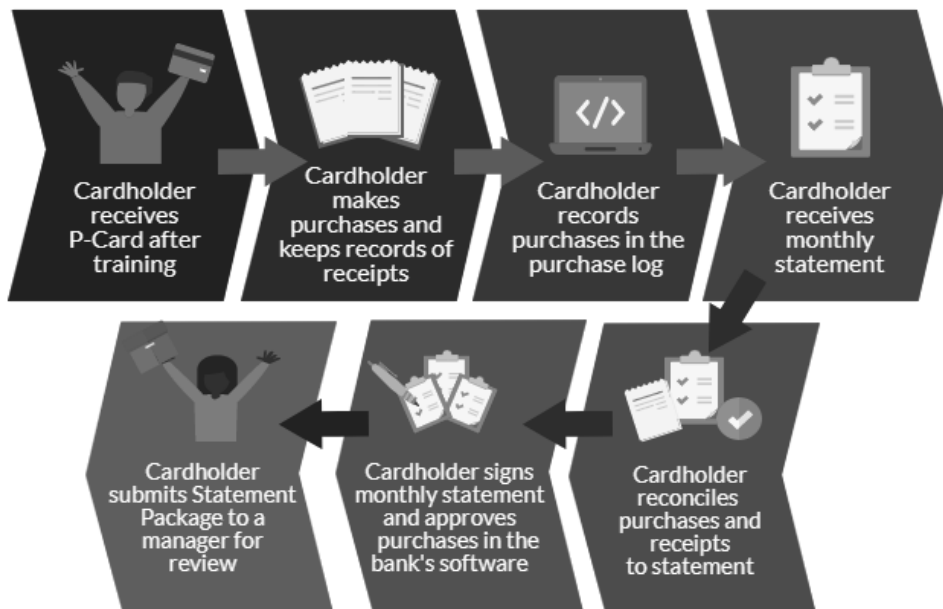 Cardholder
receives
P-Card after
training
Cardholder
makes
purchases and
keeps records of
receipts
</>
Cardholder
records
purchases in the
purchase log
Cardholder
receives
monthly
statement
Cardholder
reconciles
purchases and
receipts
to statement
Cardholder signs
monthly statement
and approves
purchases in the
bank's software
Cardholder
submits Statement
Package to a
manager for
review